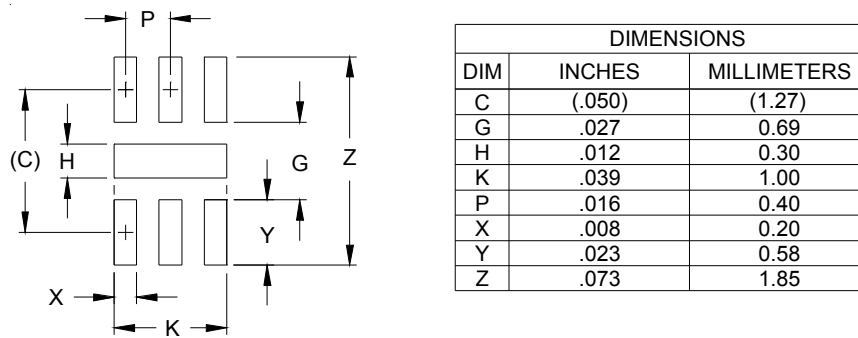 P
(C)
H
G
Z
Y
X
K
DIMENSIONS
DIM INCHES MILLIMETERS
C (.050) (1.27)
G .027 0.69
H .012 0.30
K .039 1.00
P .016 0.40
X .008 0.20
Y .023 0.58
Z .073 1.85